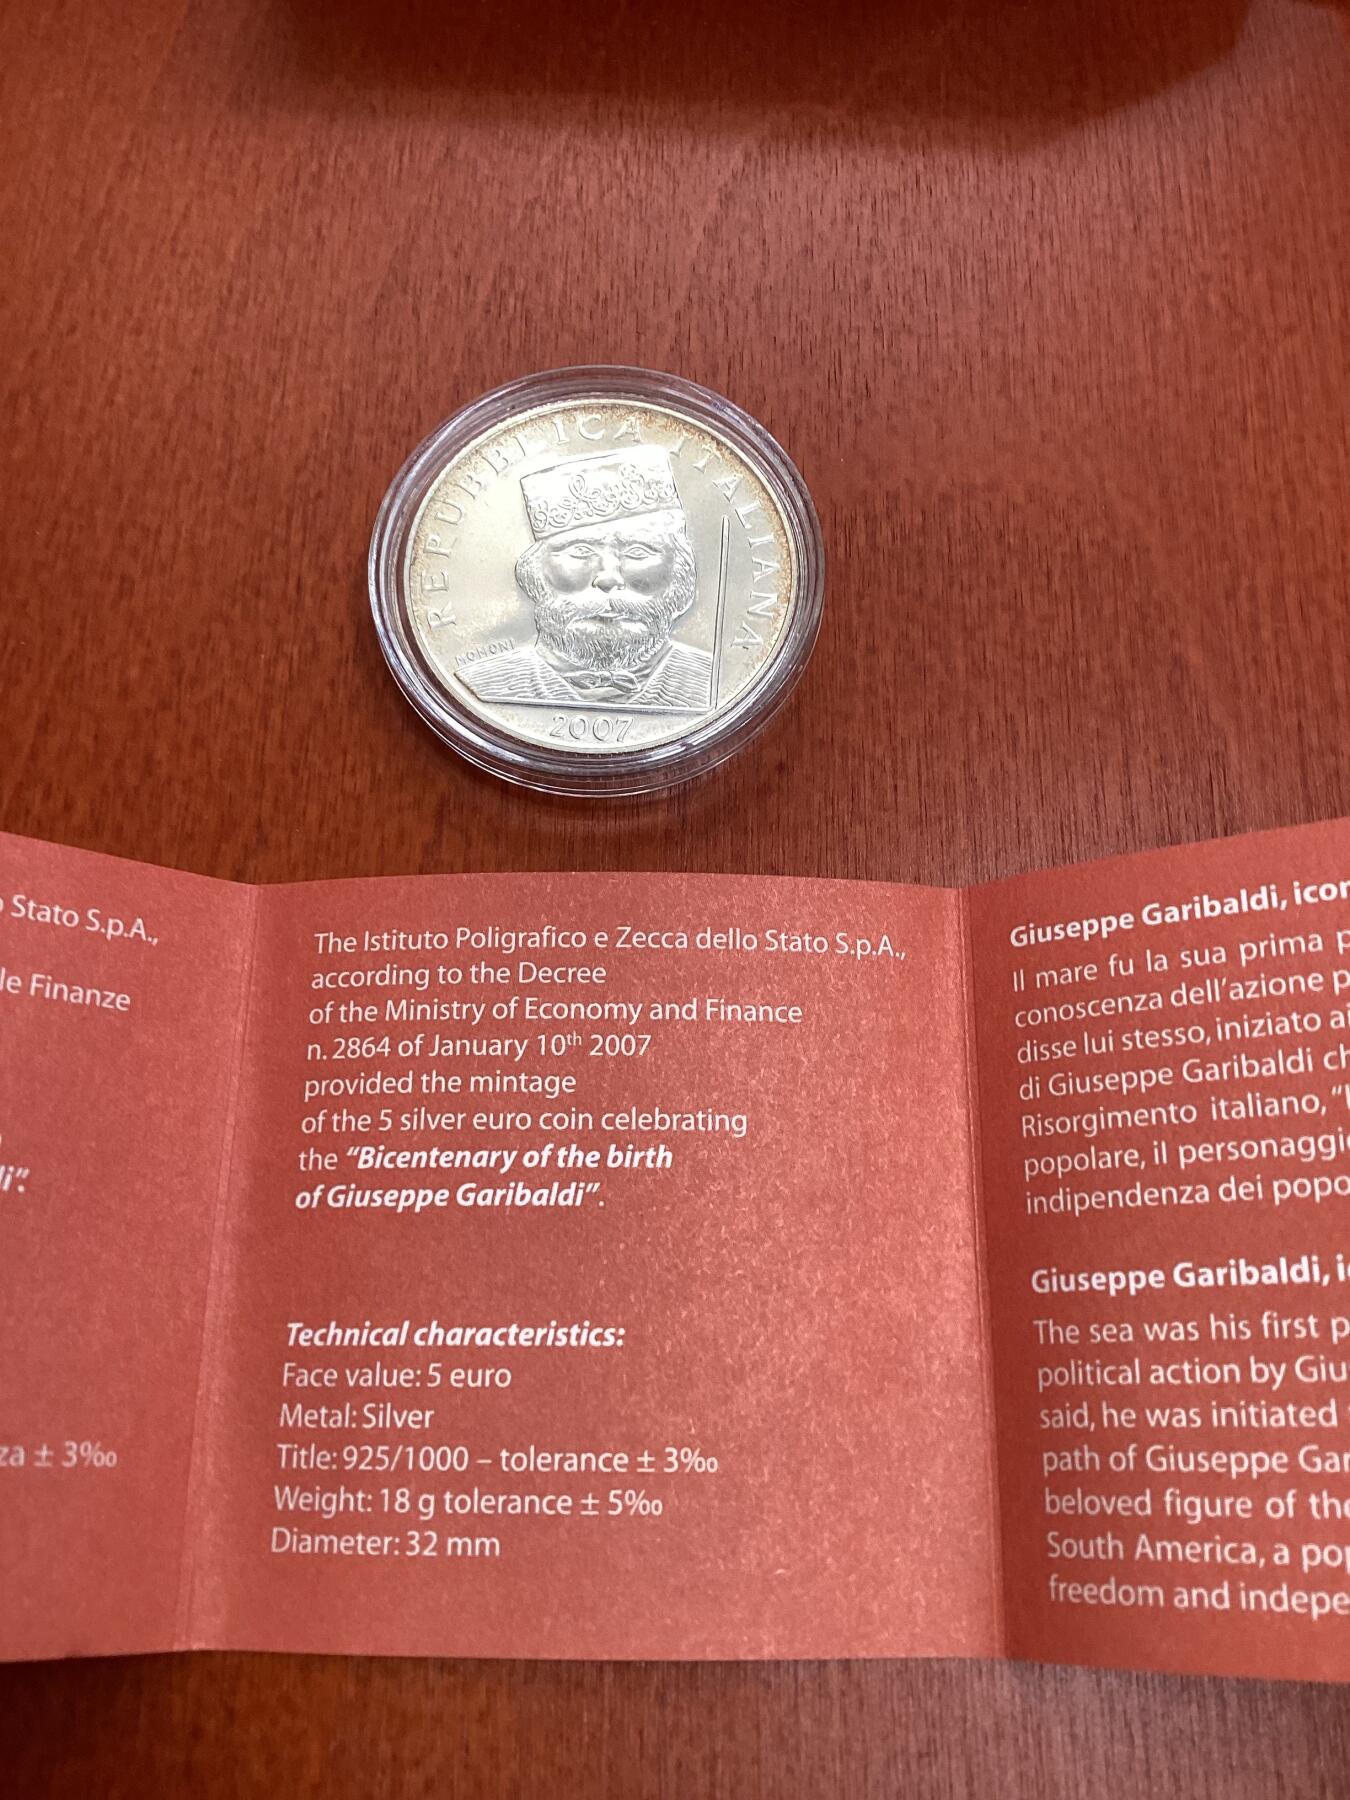 REPUBBLICA ITALIANA
MOMONI
2007
o Stato S.p.A.,
le Finanze
li".
za ± 3‰
The Istituto Poligrafico e Zecca dello Stato S.p.A.,
according to the Decree
of the Ministry of Economy and Finance
n. 2864 of January 10th 2007
provided the mintage
of the 5 silver euro coin celebrating
the "Bicentenary of the birth
of Giuseppe Garibaldi".
Technical characteristics:
Face value: 5 euro
Metal: Silver
Title: 925/1000 – tolerance ± 3‰
Weight: 18 g tolerance ± 5‰
Diameter: 32 mm
Giuseppe Garibaldi, icon
Il mare fu la sua prima p
conoscenza dell'azione p
disse lui stesso, iniziato ai
di Giuseppe Garibaldi ch
Risorgimento italiano, "l
popolare, il personaggio
indipendenza dei popo
Giuseppe Garibaldi, ic
The sea was his first p
political action by Giu
said, he was initiated
path of Giuseppe Gar
beloved figure of the
South America, a pop
freedom and indepe